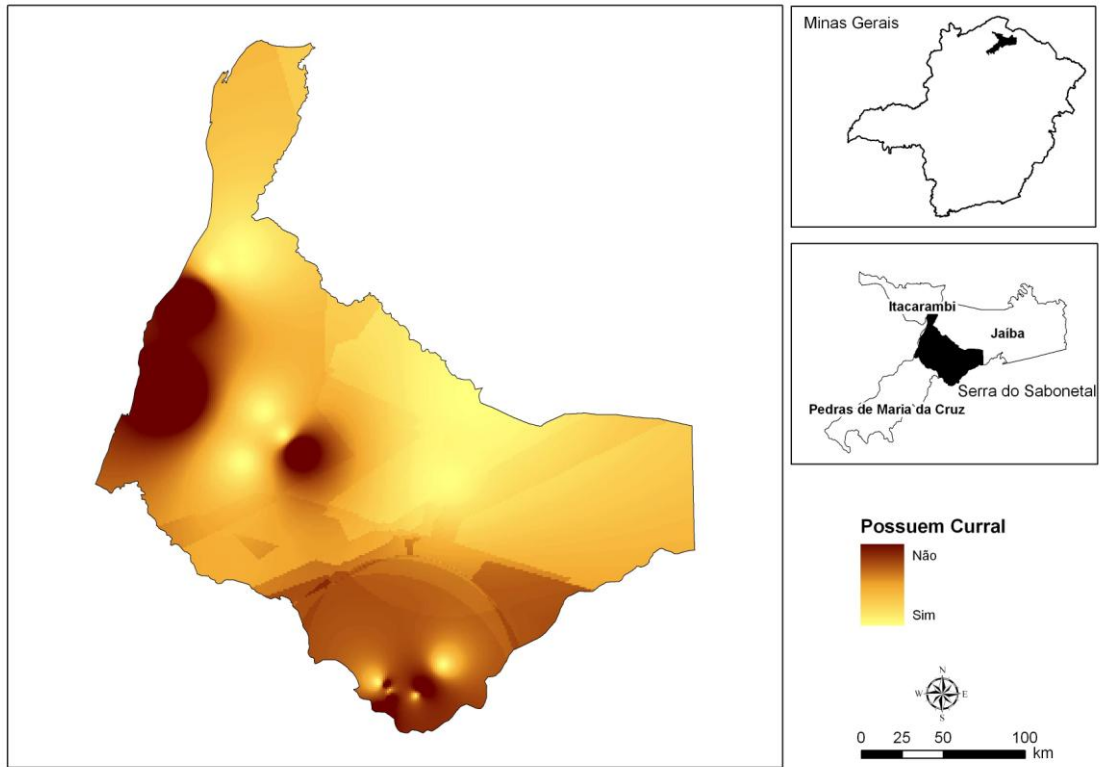 Minas Gerais
Itacarambi
Jaíba
Serra do Sabonetal
Pedras de Maria da Cruz
Possuem Curral
Não
Sim
N
W E
S
0 25 50 100
km